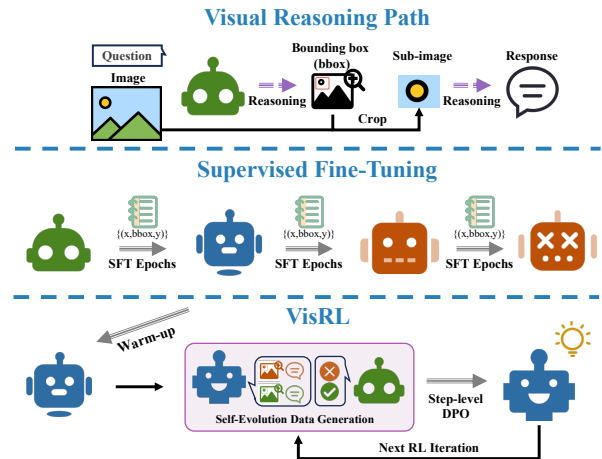 Visual Reasoning Path
Question
Image
Reasoning
Bounding box
(bbox)
Crop
Sub-image
Reasoning
Response
Supervised Fine-Tuning
{(x,bbox,y)}
SFT Epochs
{(x,bbox,y)}
SFT Epochs
{(x,bbox,y)}
SFT Epochs
VisRL
Warm-up
Self-Evolution Data Generation
Step-level
DPO
Next RL Iteration